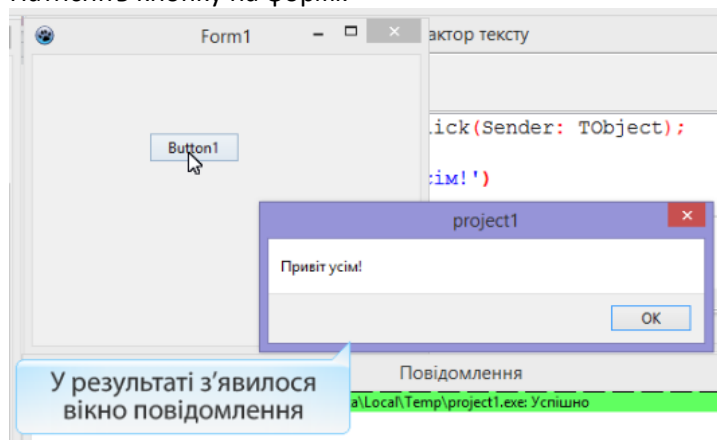 Form1
актор тексту
Button1
ick(Sender: TObject);
сім!')
project1
Привіт усім!
OK
У результаті з’явилося
вікно повідомлення
Повідомлення
a\Local\Temp\project1.exe: Успішно